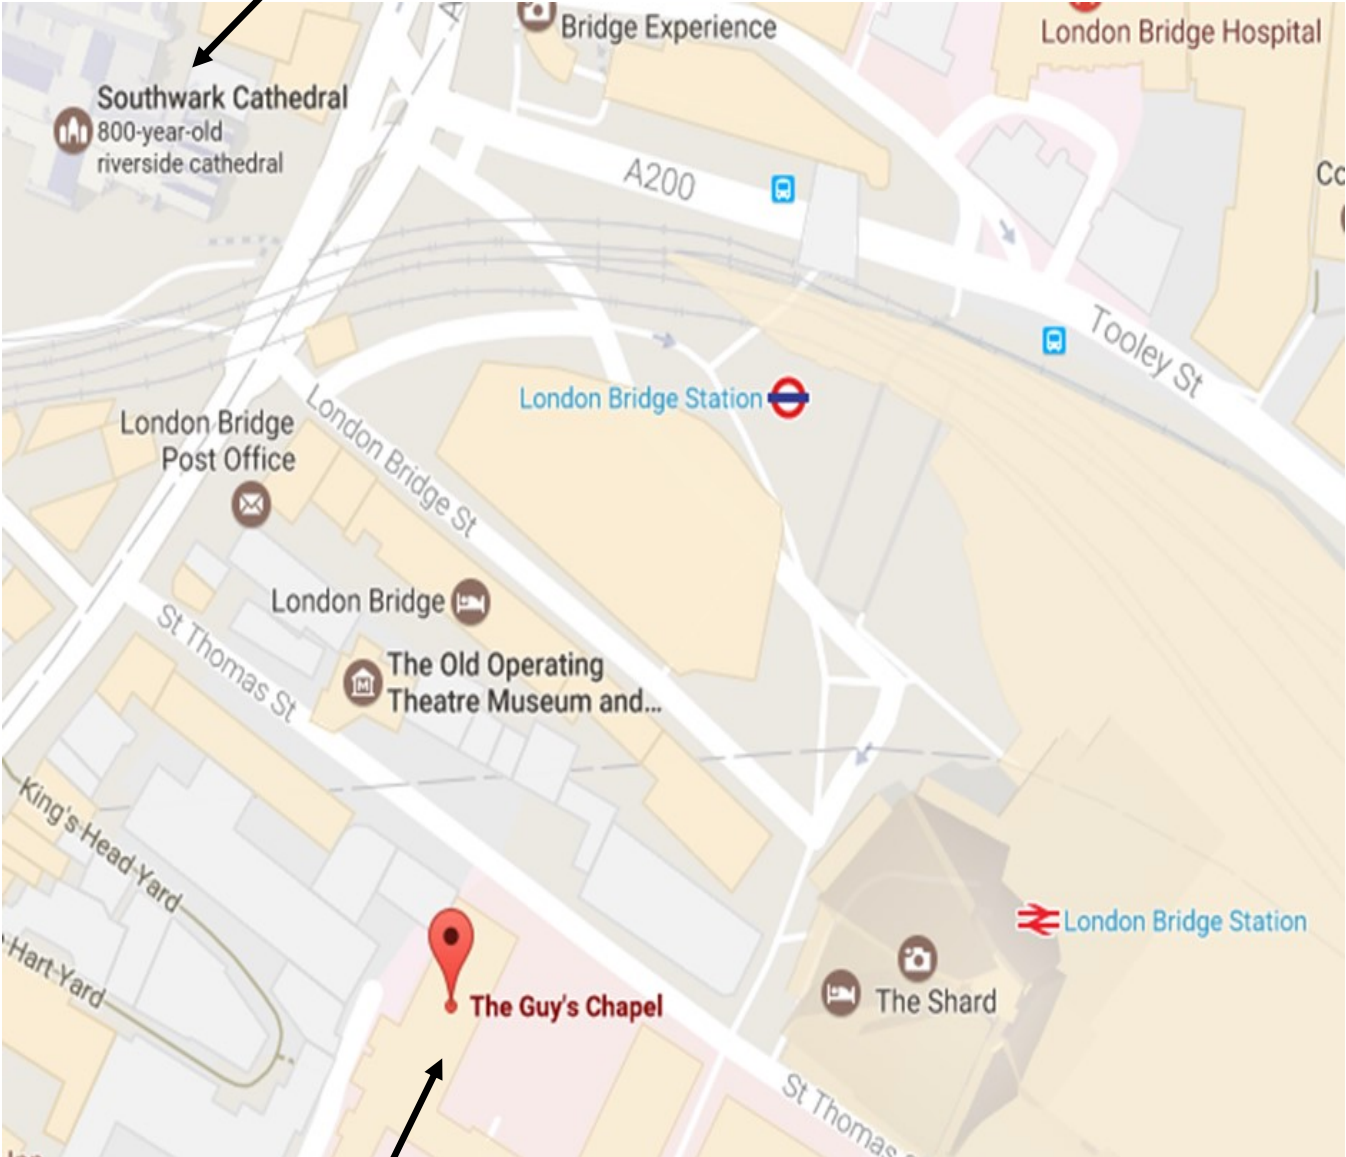 Bridge Experience
London Bridge Hospital
Southwark Cathedral
800-year-old
riverside cathedral
A200
Co
Tooley St
London Bridge Station
London Bridge St
London Bridge
Post Office
London Bridge
The Old Operating
Theatre Museum and...
St Thomas St
King's Head Yard
Hart Yard
London Bridge Station
The Shard
The Guy's Chapel
St Thomas